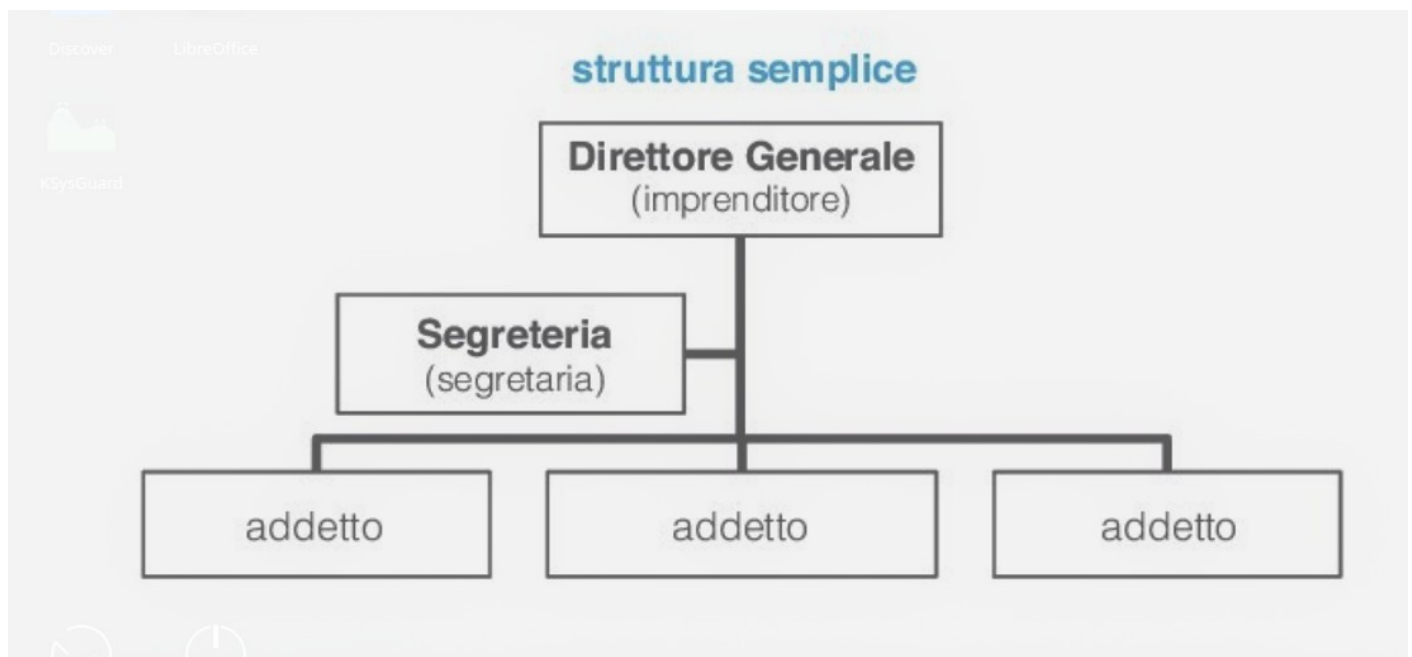 Discover LibreOffice
struttura semplice
KSysGuard
Direttore Generale
(imprenditore)
Segreteria
(segretaria)
addetto addetto addetto